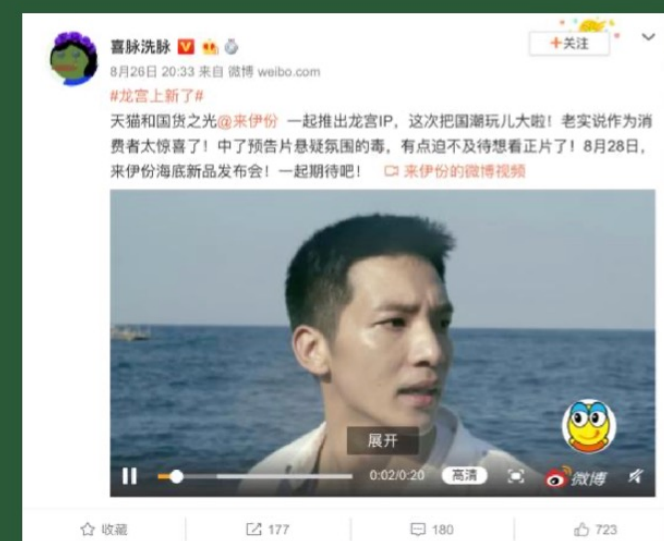 喜脉洗脉
+关注
8月26日 20:33 来自 微博 weibo.com
#龙宫上新了#
天猫和国货之光@来伊份 一起推出龙宫IP，这次把国潮玩儿大啦！老实说作为消
费者太惊喜了！中了预告片悬疑氛围的毒，有点迫不及待想看正片了！8月28日，
来伊份海底新品发布会！一起期待吧！ 来伊份的微博视频
展开
0:02/0:20 高清 微博
收藏 177 180 723